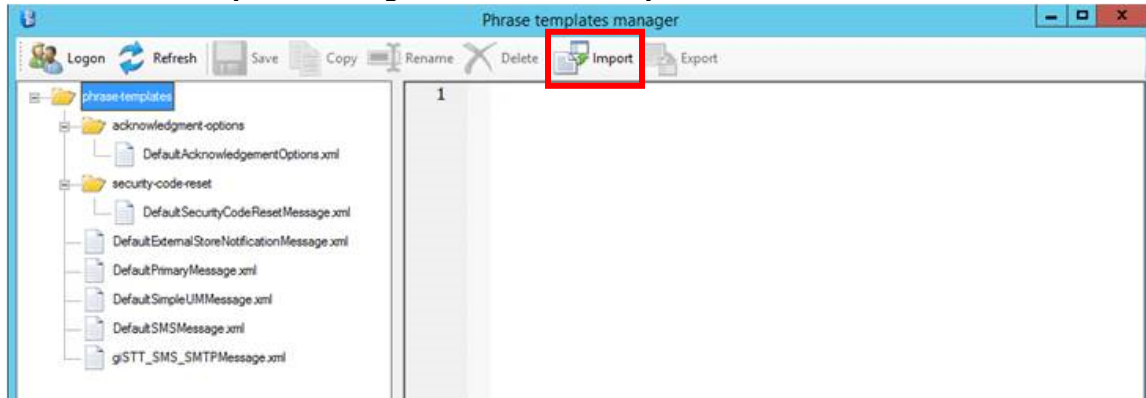 Phrase templates manager
Logon Refresh Save Copy Rename Delete Import Export
phrase-templates 1
acknowledgment-options
DefaultAcknowledgementOptions.xml
security-code-reset
DefaultSecurityCodeResetMessage.xml
DefaultExternalStoreNotificationMessage.xml
DefaultPrimaryMessage.xml
DefaultSimpleUMMessage.xml
DefaultSMSMessage.xml
giSTT_SMS_SMTPMessage.xml